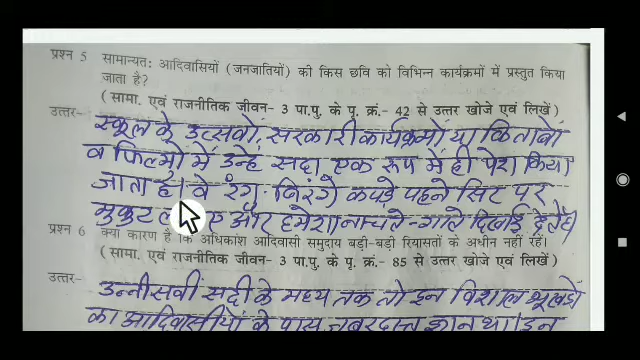 प्रश्न 5 सामान्यत: आदिवासियों (जनजातियों) की किस छवि को विभिन्न कार्यक्रमों में प्रस्तुत किया
जाता है?
(सामा. एवं राजनीतिक जीवन- 3 पा.पु. के पृ. क्रं.- 42 से उत्तर खोजे एवं लिखें)
उत्तर- स्कूल के उत्सवों, सरकारी कार्यक्रमों या किताबों
व फिल्मों में उन्हें सदा एक रूप में ही पेश किया
जाता है। वे रंग-बिरंगे कपड़े पहने सिर पर
मुकुट ए और हमेशा नाचते-गाते दिखाई देते हैं।
प्रश्न 6 क्या कारण है कि अधिकांश आदिवासी समुदाय बड़ी-बड़ी रियासतों के अधीन नहीं रहे।
(सामा. एवं राजनीतिक जीवन- 3 पा.पु. के पृ. क्रं.- 85 से उत्तर खोजे एवं लिखें)
उत्तर- उन्नीसवीं सदी के मध्य तक तो इन विशाल भूखंडों
का आदिवासीयों के पास जबरदस्त ज्ञान था। इन